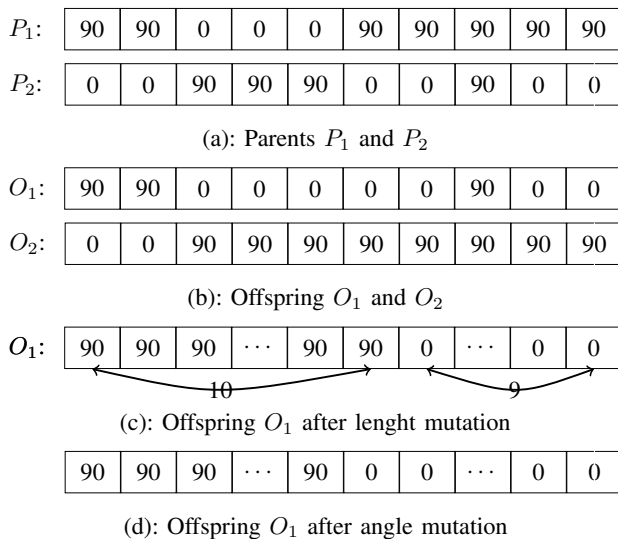 P1: 90 90 0 0 0 90 90 90 90 90
P2: 0 0 90 90 90 0 0 90 0 0
(a): Parents P1 and P2
O1: 90 90 0 0 0 0 0 90 0 0
O2: 0 0 90 90 90 90 90 90 90 90
(b): Offspring O1 and O2
O1: 90 90 90 ··· 90 90 0 ··· 0 0
10 9
(c): Offspring O1 after lenght mutation
90 90 90 ··· 90 0 0 ··· 0 0
(d): Offspring O1 after angle mutation